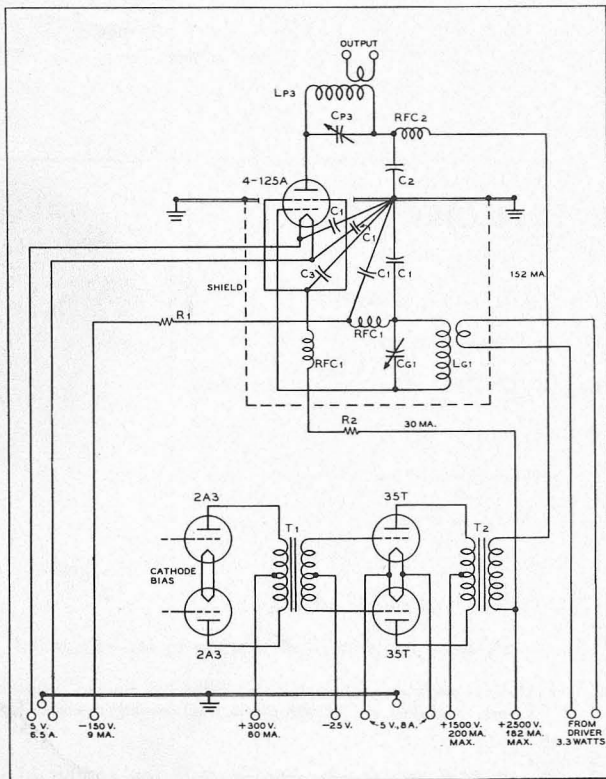 OUTPUT
LP3
CP3
RFC2
C2
4-125A
C1
C1
C3
C1
C1
SHIELD
152 MA.
R1
RFC1
RFC1
CG1
LG1
R2
30 MA.
2A3
35T
T1
T2
CATHODE
BIAS
2A3
35T
5 V.
6.5 A.
-150 V.
9 MA.
+300 V.
60 MA.
-25 V.
5 V., 8 A.
+1500 V.
200 MA.
MAX.
+2500 V.
182 MA.
MAX.
FROM
DRIVER
3.3 WATTS